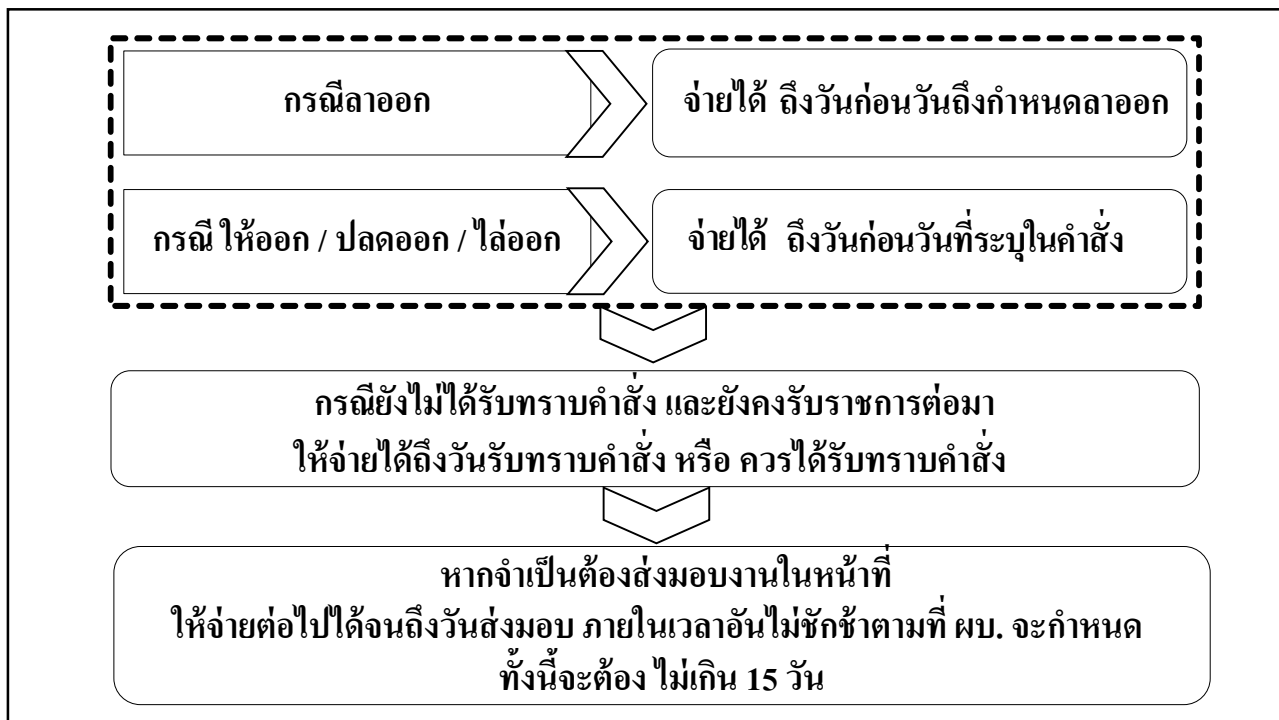 กรณีลาออก
จ่ายได้ ถึงวันก่อนวันถึงกำหนดลาออก
กรณี ให้ออก / ปลดออก / ไล่ออก
จ่ายได้ ถึงวันก่อนวันที่ระบุในคำสั่ง
กรณียังไม่ได้รับทราบคำสั่ง และยังคงรับราชการต่อมา
ให้จ่ายได้ถึงวันรับทราบคำสั่ง หรือ ควรได้รับทราบคำสั่ง
หากจำเป็นต้องส่งมอบงานในหน้าที่
ให้จ่ายต่อไปได้จนถึงวันส่งมอบ ภายในเวลาอันไม่ชักช้าตามที่ ผบ. จะกำหนด
ทั้งนี้จะต้อง ไม่เกิน 15 วัน